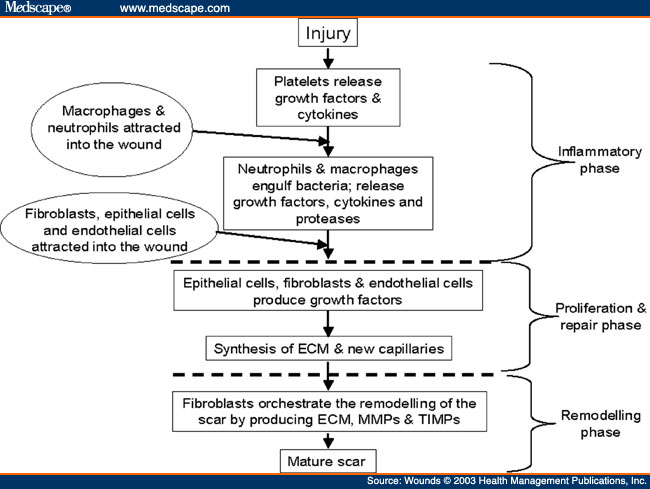 Medscape®
www.medscape.com
Injury
Platelets release
growth factors &
cytokines
Macrophages &
neutrophils attracted
into the wound
Inflammatory
phase
Neutrophils & macrophages
engulf bacteria; release
growth factors, cytokines and
proteases
Fibroblasts, epithelial cells
and endothelial cells
attracted into the wound
Epithelial cells, fibroblasts & endothelial cells
produce growth factors
Proliferation &
repair phase
Synthesis of ECM & new capillaries
Fibroblasts orchestrate the remodelling of the
scar by producing ECM, MMPs & TIMPs
Remodelling
phase
Mature scar
Source: Wounds © 2003 Health Management Publications, Inc.